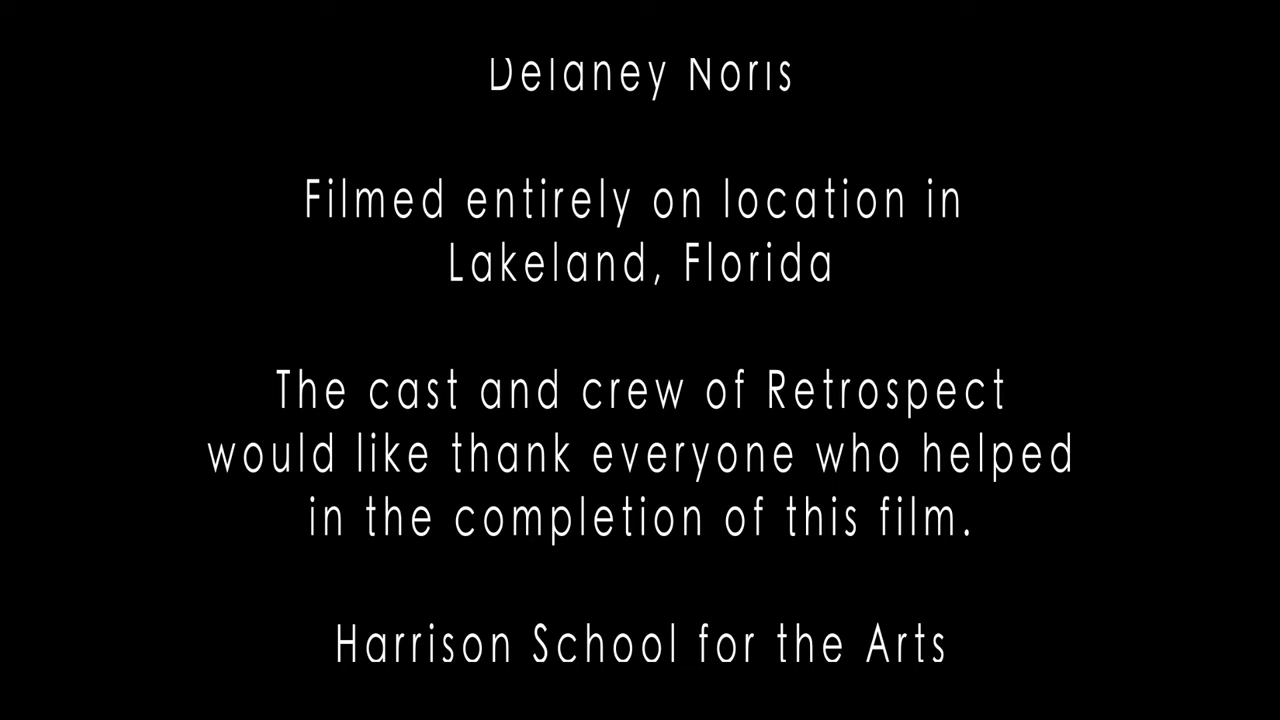 Delaney Noris
Filmed entirely on location in
Lakeland, Florida
The cast and crew of Retrospect
would like thank everyone who helped
in the completion of this film.
Harrison School for the Arts